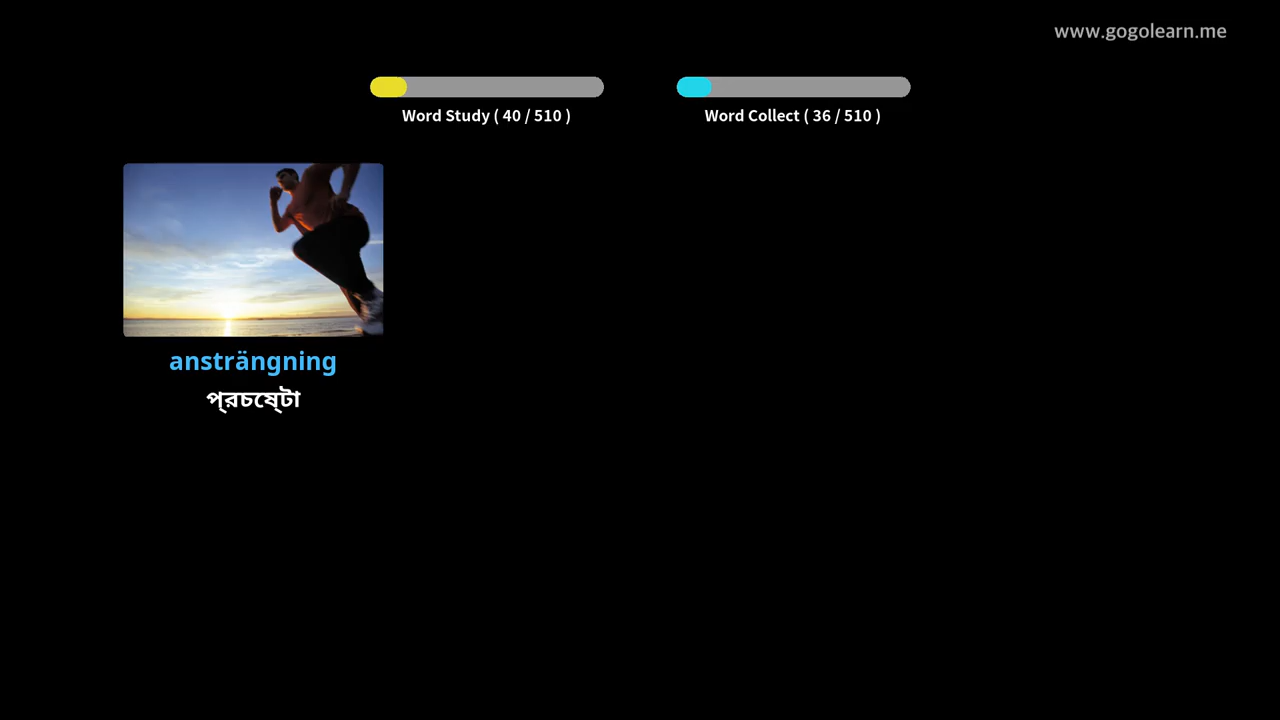 www.gogolearn.me
Word Study ( 40 / 510 )
Word Collect ( 36 / 510 )
ansträngning
প্রচেষ্টা